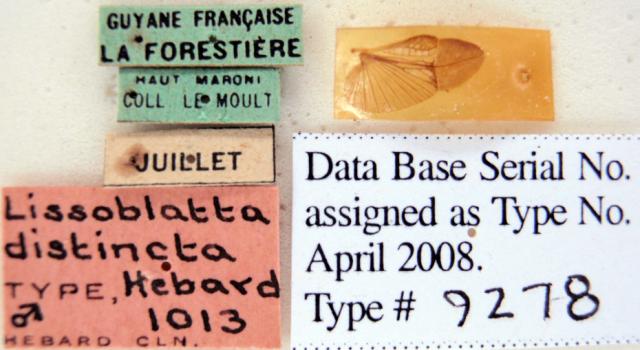 GUYANE FRANÇAISE
LA FORESTIÈRE
HAUT MARONI
COLL LE MOULT
JUILLET
Lissoblatta
distincta
TYPE, Hebard
♂ 1013
HEBARD CLN.
Data Base Serial No.
assigned as Type No.
April 2008.
Type # 9278